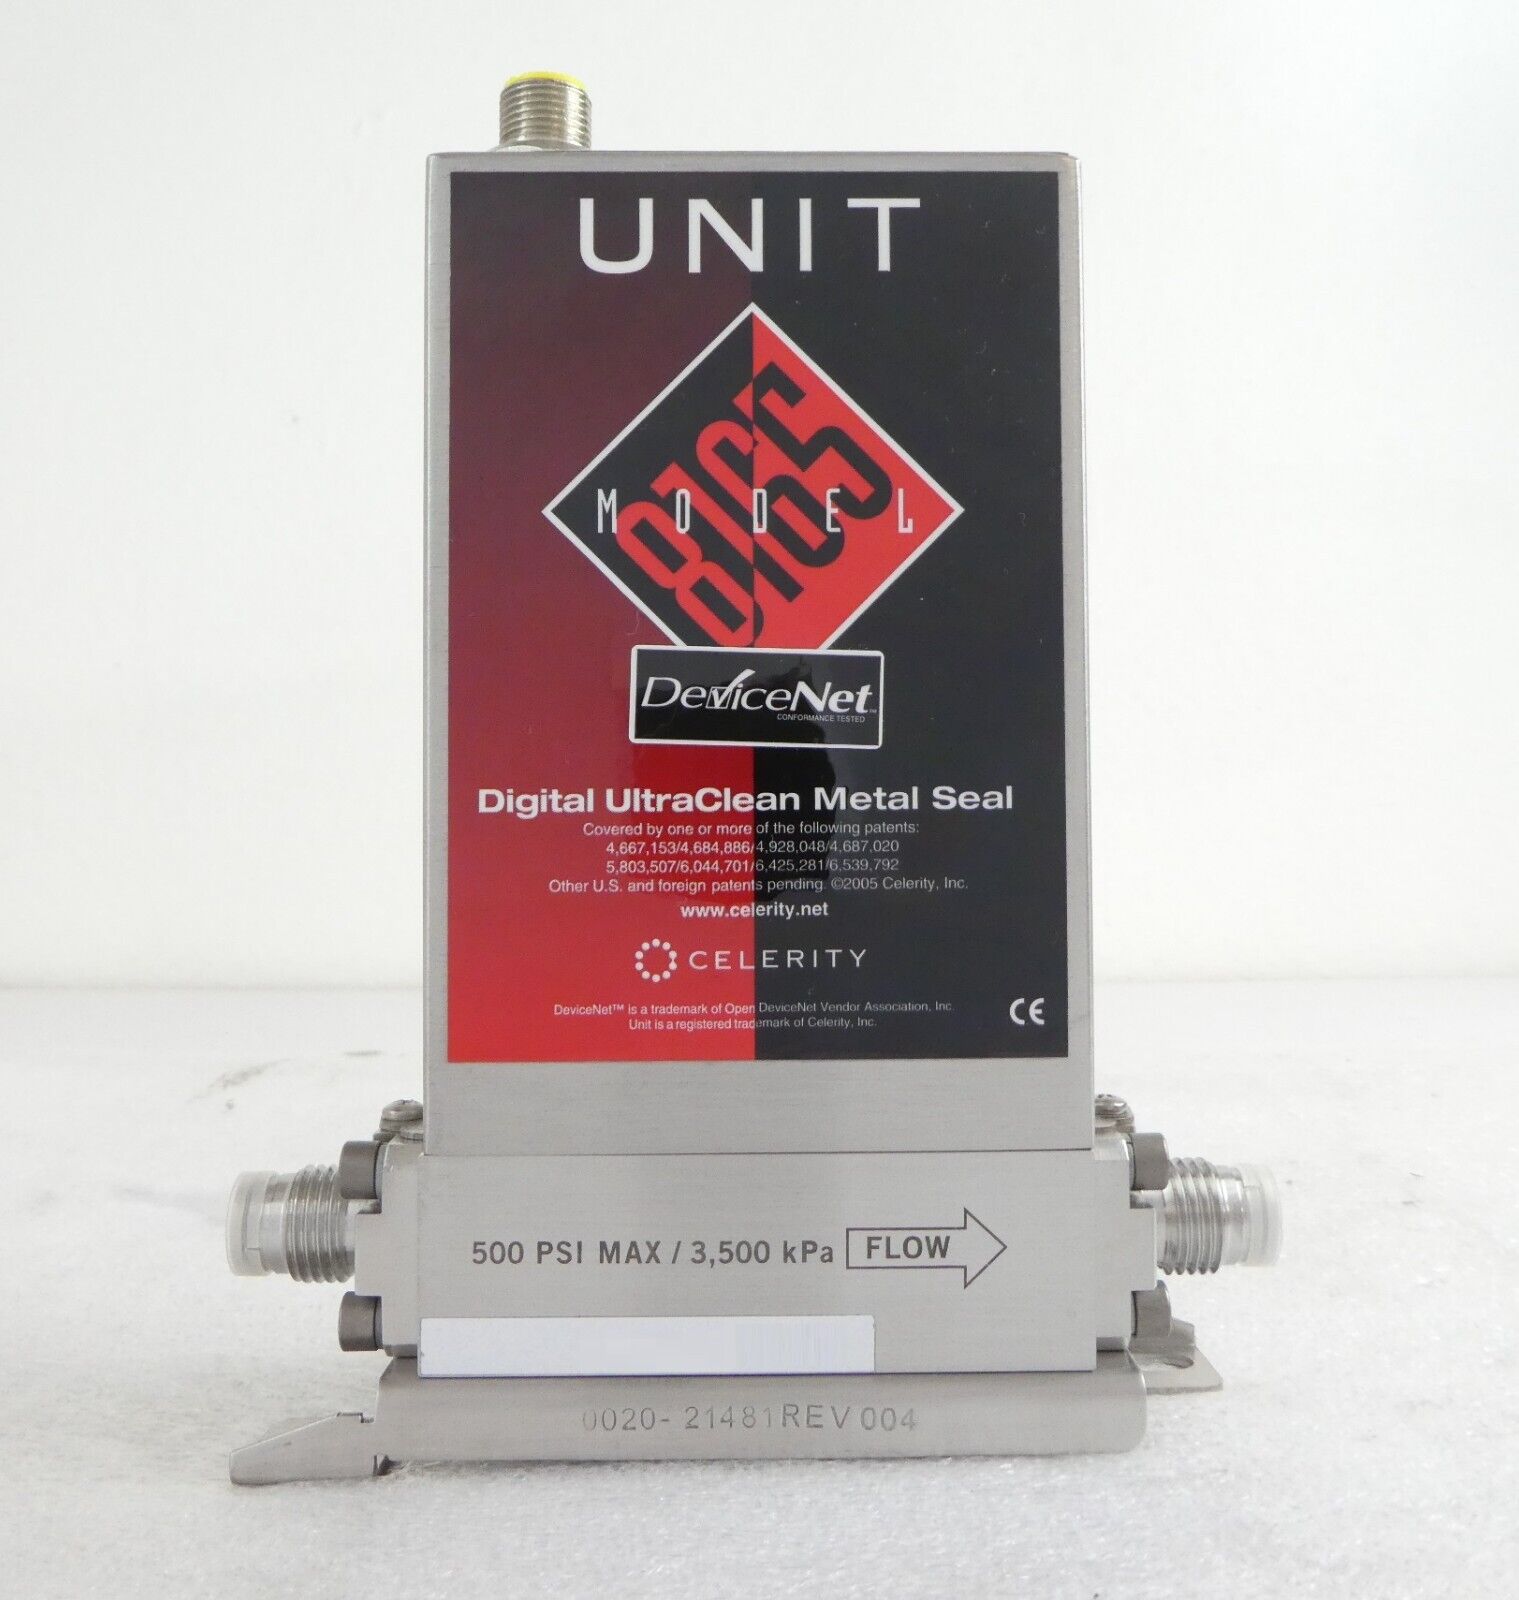 UNIT
8165
MODEL
DeviceNet™
CONFORMANCE TESTED
Digital UltraClean Metal Seal
Covered by one or more of the following patents:
4,667,153/4,684,886/4,928,048/4,687,020
5,803,507/6,044,701/6,425,281/6,539,792
Other U.S. and foreign patents pending. ©2005 Celerity, Inc.
www.celerity.net
CELERITY
DeviceNet™ is a trademark of Open DeviceNet Vendor Association, Inc.
Unit is a registered trademark of Celerity, Inc.
CE
500 PSI MAX / 3,500 kPa FLOW
0020-21481REV004